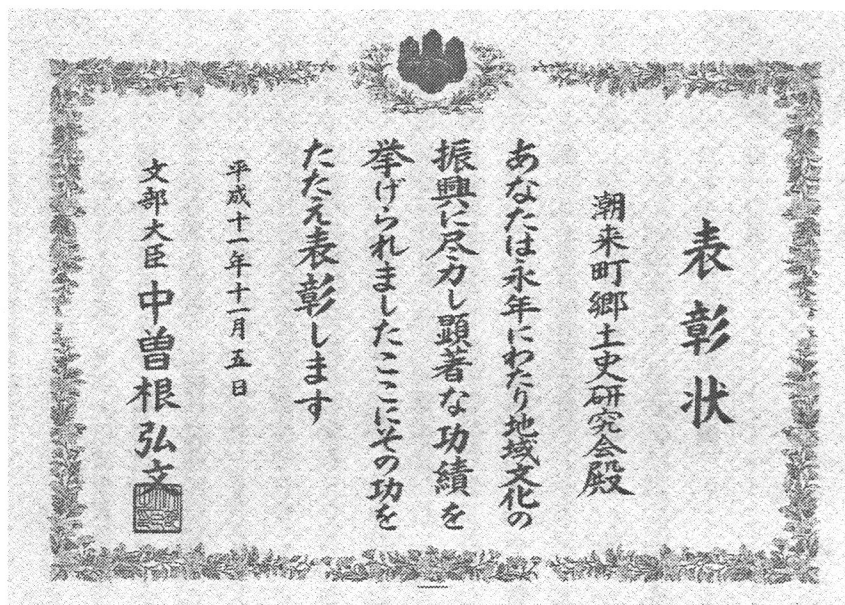 表彰状
潮来町郷土史研究会殿
あなたは永年にわたり地域文化の
振興に尽力し顕著な功績を
挙げられましたここにその功を
たたえ表彰します
平成十一年十一月五日
文部大臣 中曽根弘文